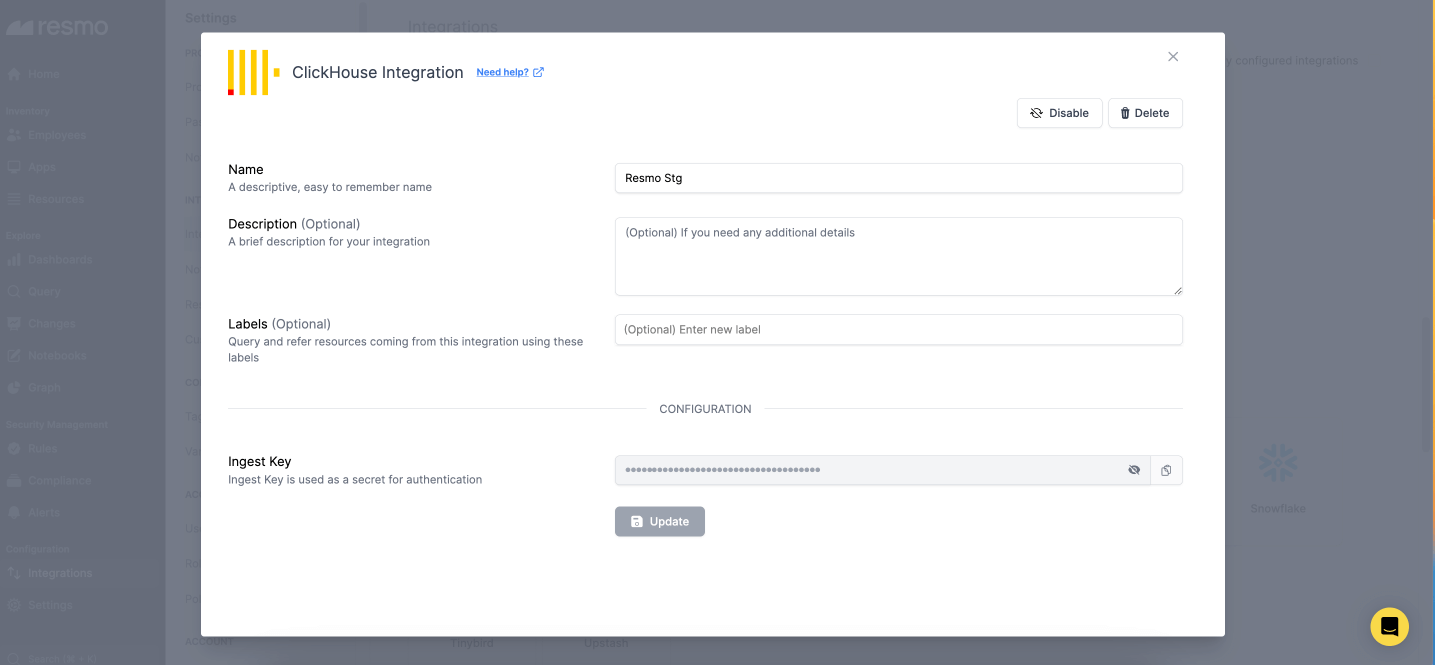 resmo
Home
Inventory
Employees
Apps
Resources
Explore
Dashboards
Query
Changes
Notebooks
Graph
Security Management
Rules
Compliance
Alerts
Configuration
Integrations
Settings
Search (⌘ + K)
Settings
ACCOUNT
Integrations
configured integrations
Snowflake
Tinybird
Upstash
ClickHouse Integration
Need help?
Disable
Delete
Name
A descriptive, easy to remember name
Resmo Stg
Description (Optional)
A brief description for your integration
(Optional) If you need any additional details
Labels (Optional)
Query and refer resources coming from this integration using these
labels
(Optional) Enter new label
CONFIGURATION
Ingest Key
Ingest Key is used as a secret for authentication
Update